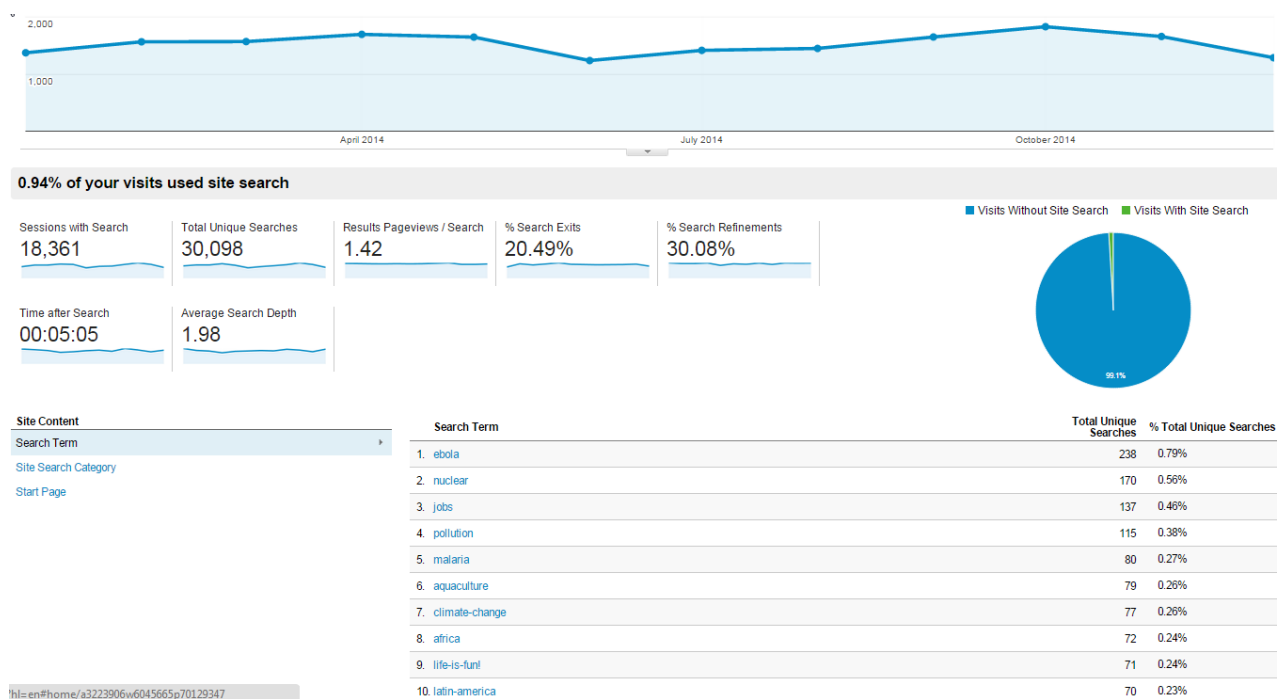 2,000
1,000
April 2014 July 2014 October 2014
0.94% of your visits used site search
Visits Without Site Search Visits With Site Search
Sessions with Search
18,361
Total Unique Searches
30,098
Results Pageviews / Search
1.42
% Search Exits
20.49%
% Search Refinements
30.08%
Time after Search
00:05:05
Average Search Depth
1.98
99.1%
Site Content
Search Term
Site Search Category
Start Page
Search Term Total Unique Searches % Total Unique Searches
1. ebola 238 0.79%
2. nuclear 170 0.56%
3. jobs 137 0.46%
4. pollution 115 0.38%
5. malaria 80 0.27%
6. aquaculture 79 0.26%
7. climate-change 77 0.26%
8. africa 72 0.24%
9. life-is-fun! 71 0.24%
10. latin-america 70 0.23%
?hl=en#home/a3223906w6045665p70129347